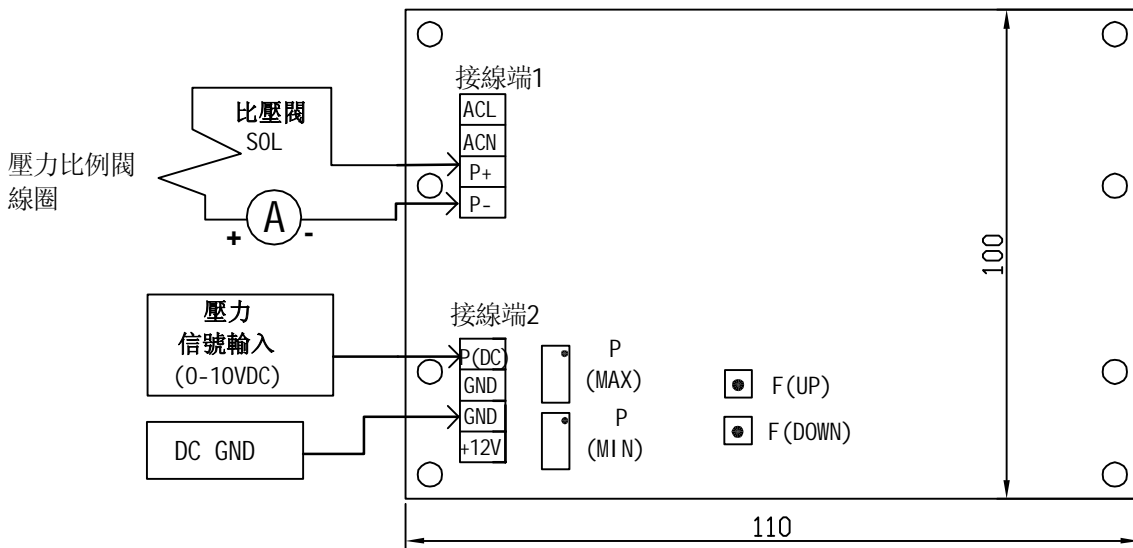 接線端1
ACL
ACN
P+
P-
比壓閥
SOL
壓力比例閥
線圈
A
+
-
100
壓力
信號輸入
(0-10VDC)
接線端2
P(DC)
GND
GND
+12V
P
(MAX)
P
(MIN)
F(UP)
F(DOWN)
DC GND
110